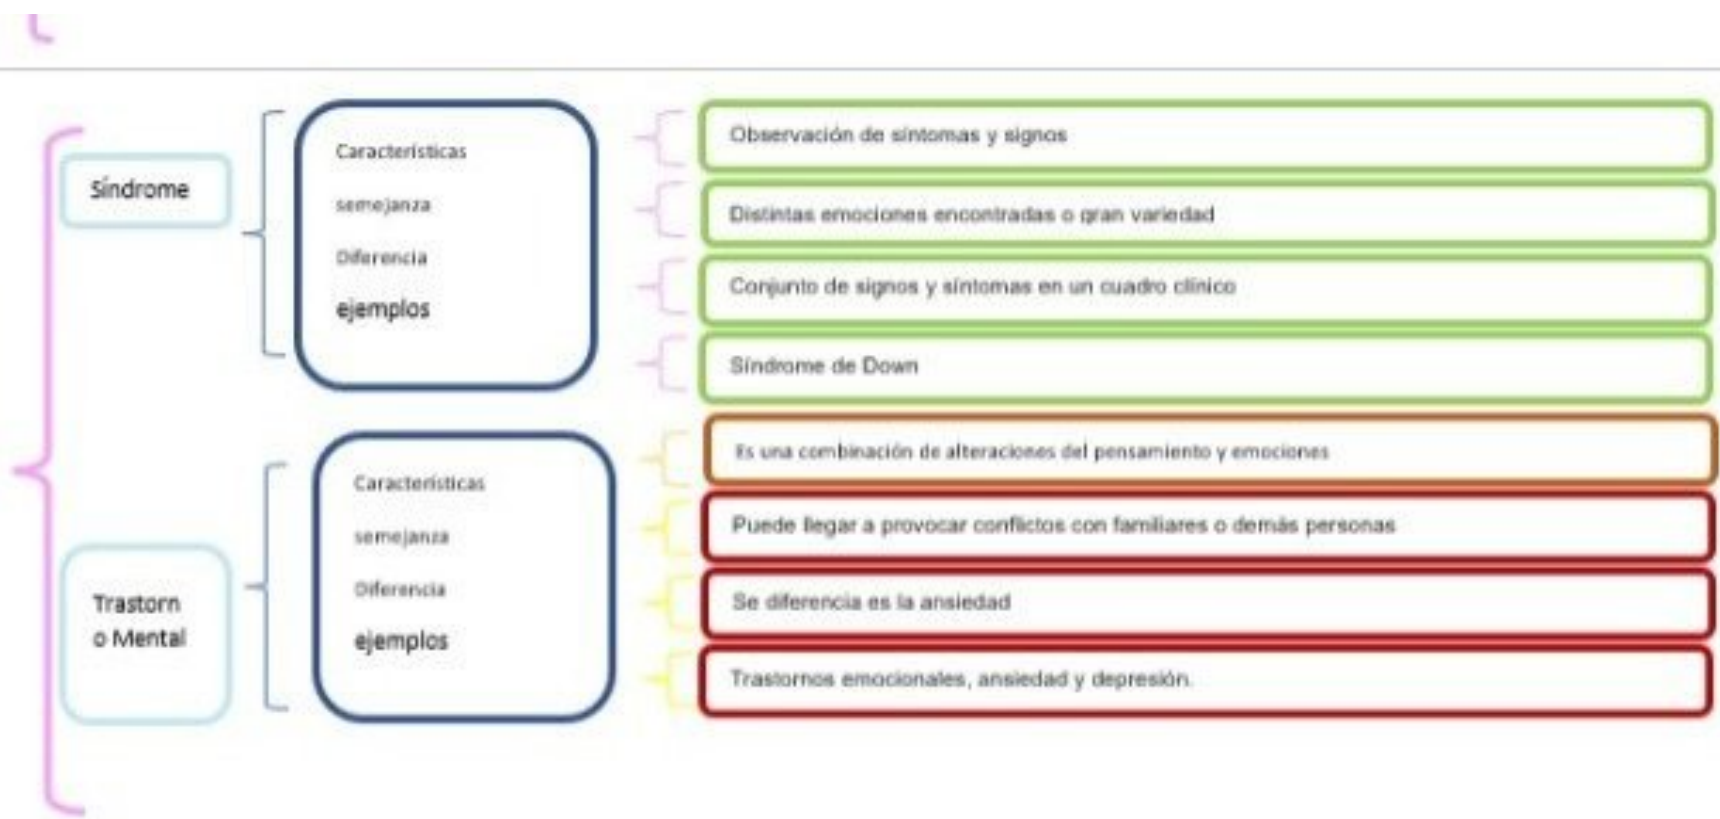 Síndrome
Características
semejanza
Diferencia
ejemplos
Observación de síntomas y signos
Distintas emociones encontradas o gran variedad
Conjunto de signos y síntomas en un cuadro clínico
Síndrome de Down
Trastorn
o Mental
Características
semejanza
Diferencia
ejemplos
Es una combinación de alteraciones del pensamiento y emociones
Puede llegar a provocar conflictos con familiares o demás personas
Se diferencia es la ansiedad
Trastornos emocionales, ansiedad y depresión.